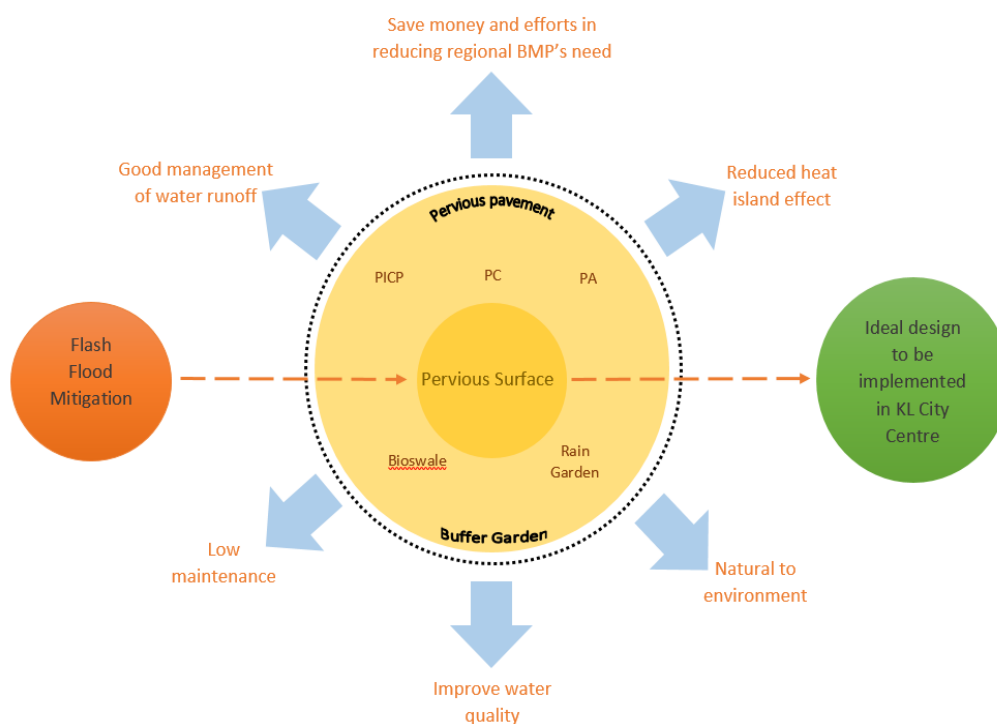 Save money and efforts in
reducing regional BMP's need
Good management
of water runoff
Reduced heat
island effect
Pervious pavement
PICP
PC
PA
Flash
Flood
Mitigation
Pervious Surface
Ideal design
to be
implemented
in KL City
Centre
Bioswale
Rain
Garden
Buffer Garden
Low
maintenance
Natural to
environment
Improve water
quality